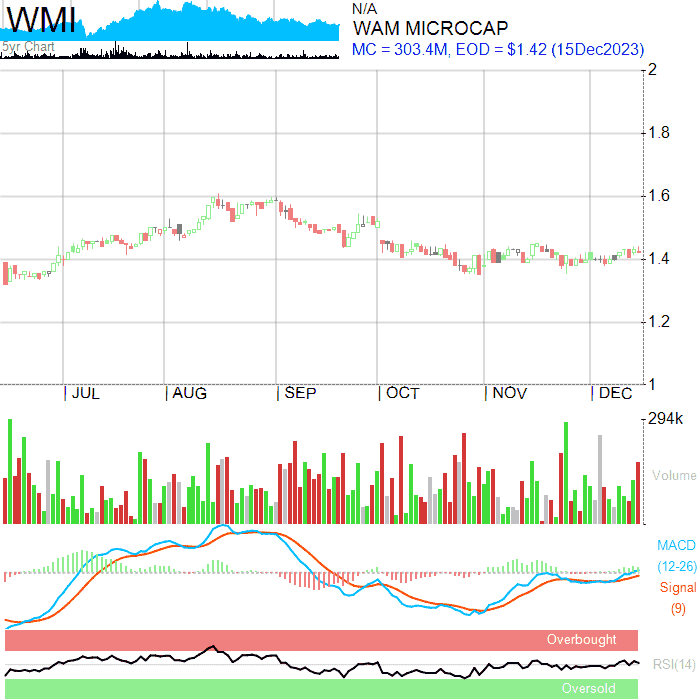 WMI
5yr Chart
N/A
WAM MICROCAP
MC = 303.4M, EOD = $1.42 (15Dec2023)
2
1.8
1.6
1.4
1.2
1
JUL AUG SEP OCT NOV DEC
294k
Volume
MACD
(12-26)
Signal
(9)
Overbought
RSI(14)
Oversold